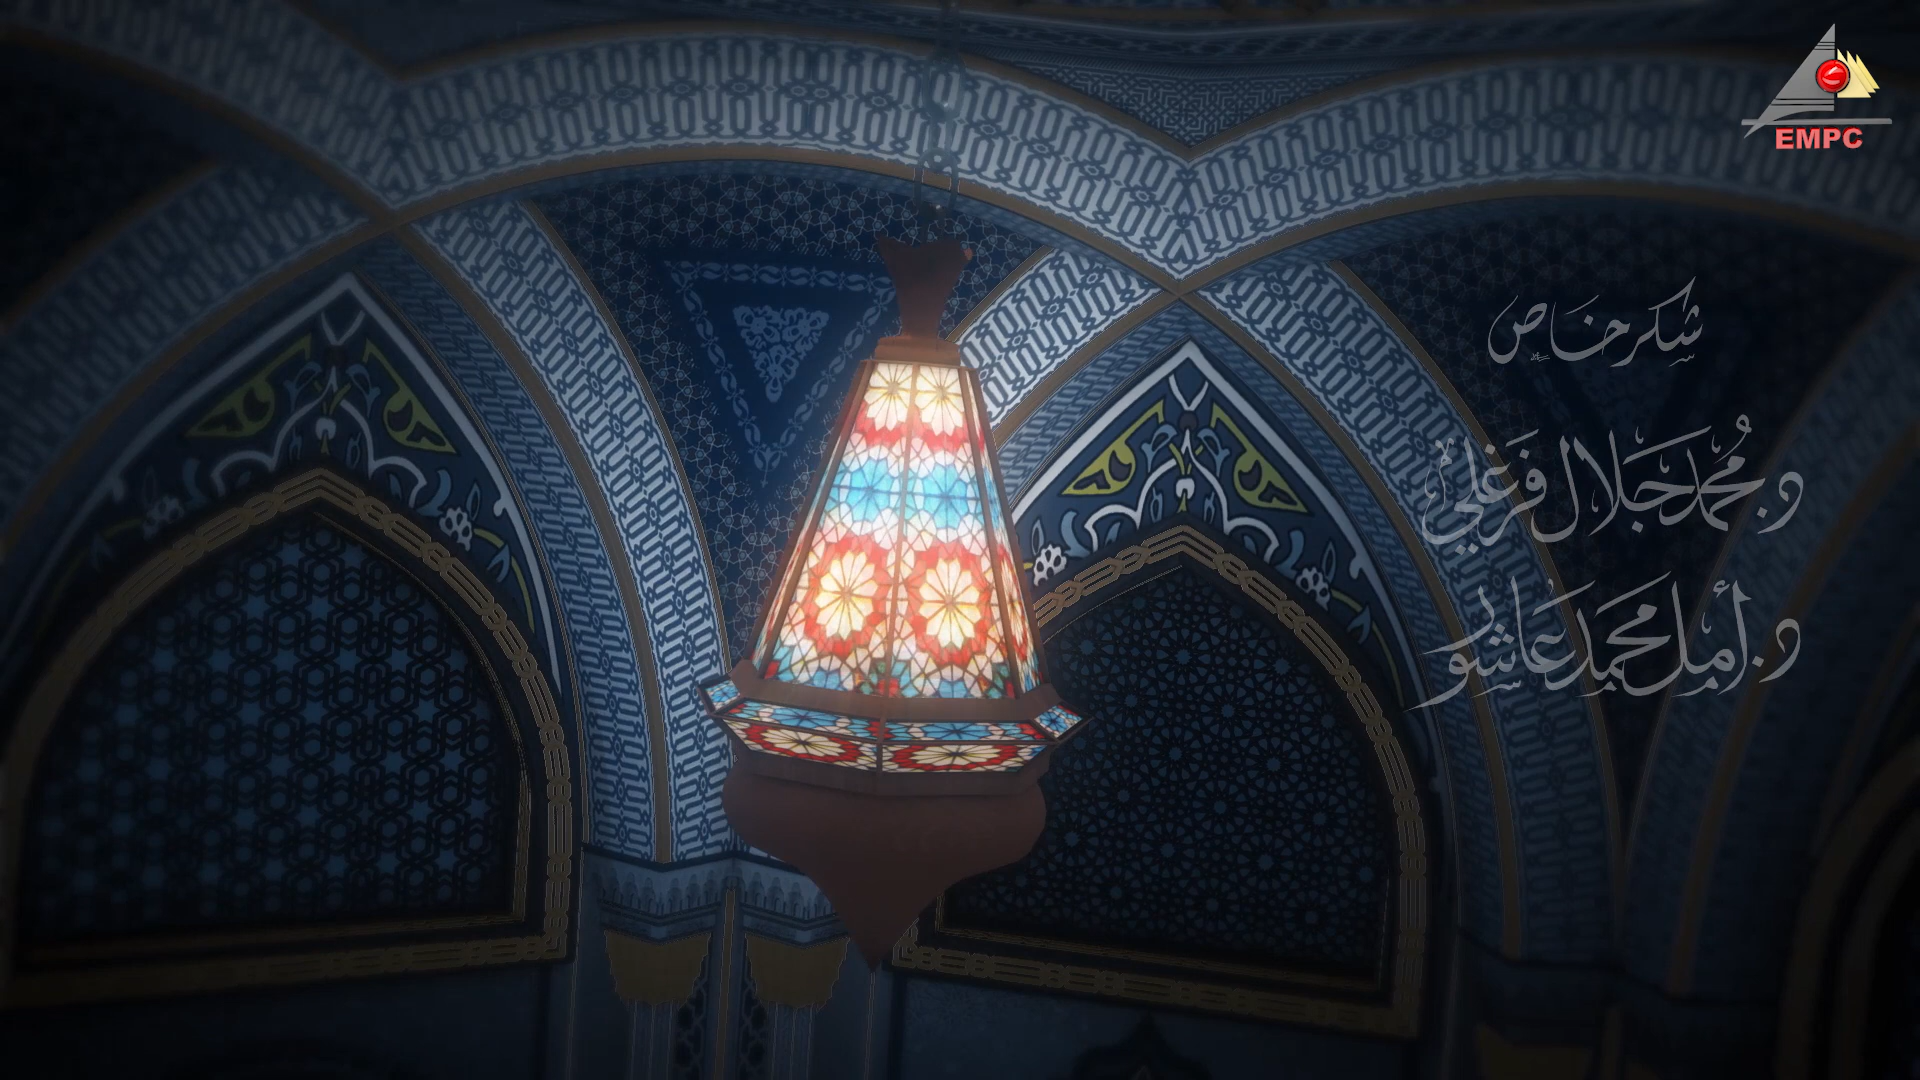 EMPC
شكر خاص
د. محمد جلال فرغلي
د. أمل محمد عاشور